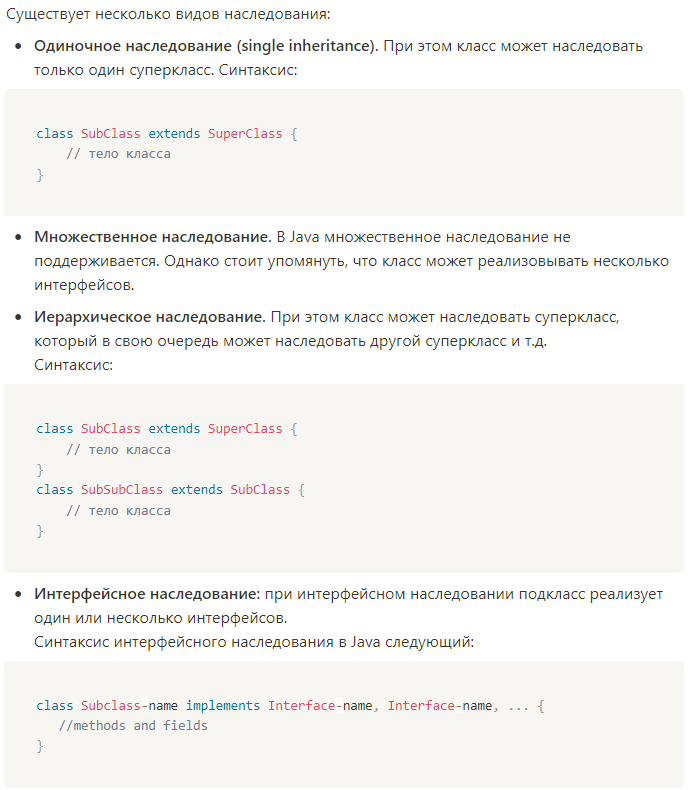 Существует несколько видов наследования:
• Одиночное наследование (single inheritance). При этом класс может наследовать
только один суперкласс. Синтаксис:
class SubClass extends SuperClass {
    // тело класса
}
• Множественное наследование. В Java множественное наследование не
поддерживается. Однако стоит упомянуть, что класс может реализовывать несколько
интерфейсов.
• Иерархическое наследование. При этом класс может наследовать суперкласс,
который в свою очередь может наследовать другой суперкласс и т.д.
Синтаксис:
class SubClass extends SuperClass {
    // тело класса
}
class SubSubClass extends SubClass {
    // тело класса
}
• Интерфейсное наследование: при интерфейсном наследовании подкласс реализует
один или несколько интерфейсов.
Синтаксис интерфейсного наследования в Java следующий:
class Subclass-name implements Interface-name, Interface-name, ... {
   //methods and fields
}